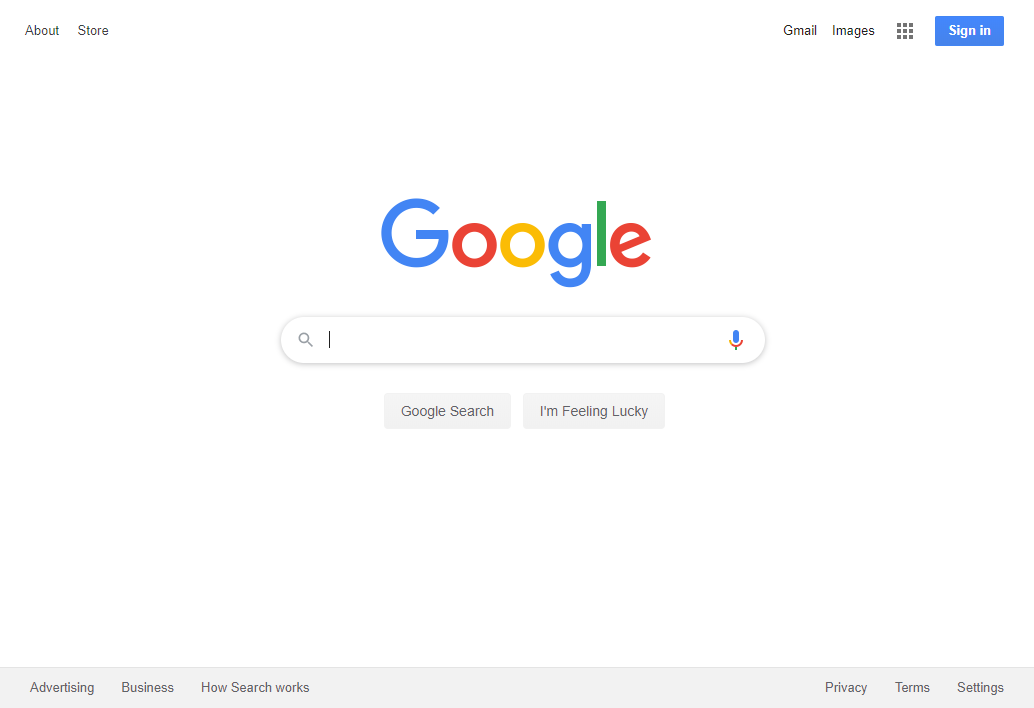 About Store Gmail Images Sign in
Google
Google Search I'm Feeling Lucky
Advertising Business How Search works Privacy Terms Settings